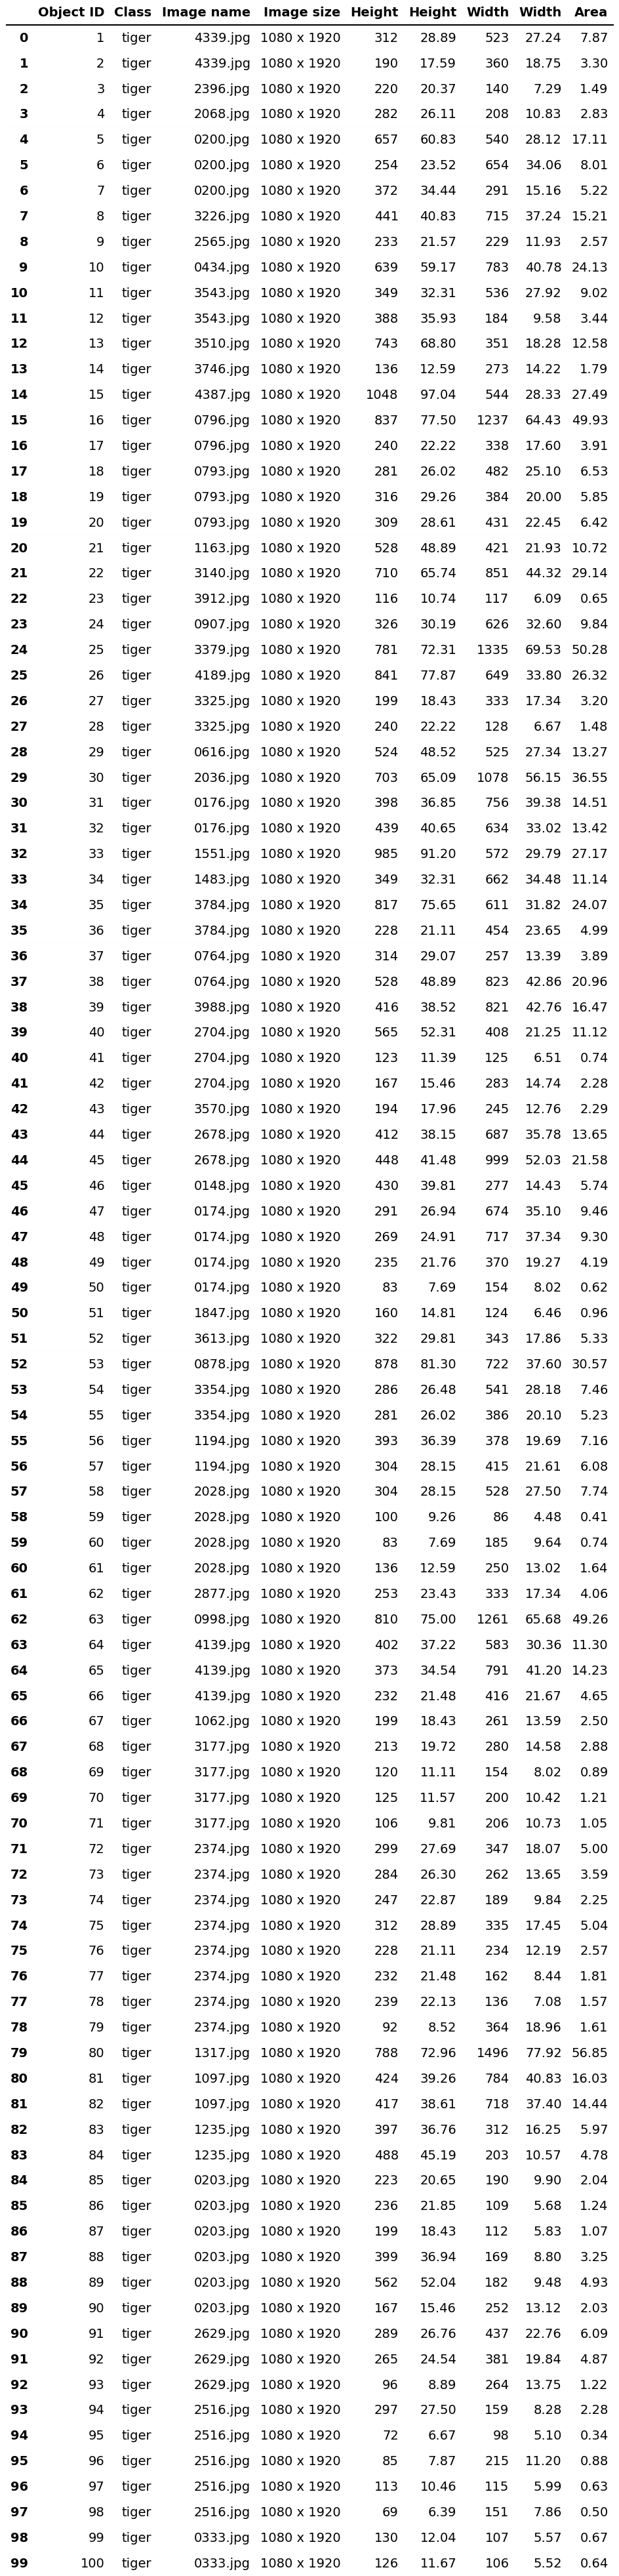 Object ID Class Image name Image size Height Height Width Width Area
0 1 tiger 4339.jpg 1080 x 1920 312 28.89 523 27.24 7.87
1 2 tiger 4339.jpg 1080 x 1920 190 17.59 360 18.75 3.30
2 3 tiger 2396.jpg 1080 x 1920 220 20.37 140 7.29 1.49
3 4 tiger 2068.jpg 1080 x 1920 282 26.11 208 10.83 2.83
4 5 tiger 0200.jpg 1080 x 1920 657 60.83 540 28.12 17.11
5 6 tiger 0200.jpg 1080 x 1920 254 23.52 654 34.06 8.01
6 7 tiger 0200.jpg 1080 x 1920 372 34.44 291 15.16 5.22
7 8 tiger 3226.jpg 1080 x 1920 441 40.83 715 37.24 15.21
8 9 tiger 2565.jpg 1080 x 1920 233 21.57 229 11.93 2.57
9 10 tiger 0434.jpg 1080 x 1920 639 59.17 783 40.78 24.13
10 11 tiger 3543.jpg 1080 x 1920 349 32.31 536 27.92 9.02
11 12 tiger 3543.jpg 1080 x 1920 388 35.93 184 9.58 3.44
12 13 tiger 3510.jpg 1080 x 1920 743 68.80 351 18.28 12.58
13 14 tiger 3746.jpg 1080 x 1920 136 12.59 273 14.22 1.79
14 15 tiger 4387.jpg 1080 x 1920 1048 97.04 544 28.33 27.49
15 16 tiger 0796.jpg 1080 x 1920 837 77.50 1237 64.43 49.93
16 17 tiger 0796.jpg 1080 x 1920 240 22.22 338 17.60 3.91
17 18 tiger 0793.jpg 1080 x 1920 281 26.02 482 25.10 6.53
18 19 tiger 0793.jpg 1080 x 1920 316 29.26 384 20.00 5.85
19 20 tiger 0793.jpg 1080 x 1920 309 28.61 431 22.45 6.42
20 21 tiger 1163.jpg 1080 x 1920 528 48.89 421 21.93 10.72
21 22 tiger 3140.jpg 1080 x 1920 710 65.74 851 44.32 29.14
22 23 tiger 3912.jpg 1080 x 1920 116 10.74 117 6.09 0.65
23 24 tiger 0907.jpg 1080 x 1920 326 30.19 626 32.60 9.84
24 25 tiger 3379.jpg 1080 x 1920 781 72.31 1335 69.53 50.28
25 26 tiger 4189.jpg 1080 x 1920 841 77.87 649 33.80 26.32
26 27 tiger 3325.jpg 1080 x 1920 199 18.43 333 17.34 3.20
27 28 tiger 3325.jpg 1080 x 1920 240 22.22 128 6.67 1.48
28 29 tiger 0616.jpg 1080 x 1920 524 48.52 525 27.34 13.27
29 30 tiger 2036.jpg 1080 x 1920 703 65.09 1078 56.15 36.55
30 31 tiger 0176.jpg 1080 x 1920 398 36.85 756 39.38 14.51
31 32 tiger 0176.jpg 1080 x 1920 439 40.65 634 33.02 13.42
32 33 tiger 1551.jpg 1080 x 1920 985 91.20 572 29.79 27.17
33 34 tiger 1483.jpg 1080 x 1920 349 32.31 662 34.48 11.14
34 35 tiger 3784.jpg 1080 x 1920 817 75.65 611 31.82 24.07
35 36 tiger 3784.jpg 1080 x 1920 228 21.11 454 23.65 4.99
36 37 tiger 0764.jpg 1080 x 1920 314 29.07 257 13.39 3.89
37 38 tiger 0764.jpg 1080 x 1920 528 48.89 823 42.86 20.96
38 39 tiger 3988.jpg 1080 x 1920 416 38.52 821 42.76 16.47
39 40 tiger 2704.jpg 1080 x 1920 565 52.31 408 21.25 11.12
40 41 tiger 2704.jpg 1080 x 1920 123 11.39 125 6.51 0.74
41 42 tiger 2704.jpg 1080 x 1920 167 15.46 283 14.74 2.28
42 43 tiger 3570.jpg 1080 x 1920 194 17.96 245 12.76 2.29
43 44 tiger 2678.jpg 1080 x 1920 412 38.15 687 35.78 13.65
44 45 tiger 2678.jpg 1080 x 1920 448 41.48 999 52.03 21.58
45 46 tiger 0148.jpg 1080 x 1920 430 39.81 277 14.43 5.74
46 47 tiger 0174.jpg 1080 x 1920 291 26.94 674 35.10 9.46
47 48 tiger 0174.jpg 1080 x 1920 269 24.91 717 37.34 9.30
48 49 tiger 0174.jpg 1080 x 1920 235 21.76 370 19.27 4.19
49 50 tiger 0174.jpg 1080 x 1920 83 7.69 154 8.02 0.62
50 51 tiger 1847.jpg 1080 x 1920 160 14.81 124 6.46 0.96
51 52 tiger 3613.jpg 1080 x 1920 322 29.81 343 17.86 5.33
52 53 tiger 0878.jpg 1080 x 1920 878 81.30 722 37.60 30.57
53 54 tiger 3354.jpg 1080 x 1920 286 26.48 541 28.18 7.46
54 55 tiger 3354.jpg 1080 x 1920 281 26.02 386 20.10 5.23
55 56 tiger 1194.jpg 1080 x 1920 393 36.39 378 19.69 7.16
56 57 tiger 1194.jpg 1080 x 1920 304 28.15 415 21.61 6.08
57 58 tiger 2028.jpg 1080 x 1920 304 28.15 528 27.50 7.74
58 59 tiger 2028.jpg 1080 x 1920 100 9.26 86 4.48 0.41
59 60 tiger 2028.jpg 1080 x 1920 83 7.69 185 9.64 0.74
60 61 tiger 2028.jpg 1080 x 1920 136 12.59 250 13.02 1.64
61 62 tiger 2877.jpg 1080 x 1920 253 23.43 333 17.34 4.06
62 63 tiger 0998.jpg 1080 x 1920 810 75.00 1261 65.68 49.26
63 64 tiger 4139.jpg 1080 x 1920 402 37.22 583 30.36 11.30
64 65 tiger 4139.jpg 1080 x 1920 373 34.54 791 41.20 14.23
65 66 tiger 4139.jpg 1080 x 1920 232 21.48 416 21.67 4.65
66 67 tiger 1062.jpg 1080 x 1920 199 18.43 261 13.59 2.50
67 68 tiger 3177.jpg 1080 x 1920 213 19.72 280 14.58 2.88
68 69 tiger 3177.jpg 1080 x 1920 120 11.11 154 8.02 0.89
69 70 tiger 3177.jpg 1080 x 1920 125 11.57 200 10.42 1.21
70 71 tiger 3177.jpg 1080 x 1920 106 9.81 206 10.73 1.05
71 72 tiger 2374.jpg 1080 x 1920 299 27.69 347 18.07 5.00
72 73 tiger 2374.jpg 1080 x 1920 284 26.30 262 13.65 3.59
73 74 tiger 2374.jpg 1080 x 1920 247 22.87 189 9.84 2.25
74 75 tiger 2374.jpg 1080 x 1920 312 28.89 335 17.45 5.04
75 76 tiger 2374.jpg 1080 x 1920 228 21.11 234 12.19 2.57
76 77 tiger 2374.jpg 1080 x 1920 232 21.48 162 8.44 1.81
77 78 tiger 2374.jpg 1080 x 1920 239 22.13 136 7.08 1.57
78 79 tiger 2374.jpg 1080 x 1920 92 8.52 364 18.96 1.61
79 80 tiger 1317.jpg 1080 x 1920 788 72.96 1496 77.92 56.85
80 81 tiger 1097.jpg 1080 x 1920 424 39.26 784 40.83 16.03
81 82 tiger 1097.jpg 1080 x 1920 417 38.61 718 37.40 14.44
82 83 tiger 1235.jpg 1080 x 1920 397 36.76 312 16.25 5.97
83 84 tiger 1235.jpg 1080 x 1920 488 45.19 203 10.57 4.78
84 85 tiger 0203.jpg 1080 x 1920 223 20.65 190 9.90 2.04
85 86 tiger 0203.jpg 1080 x 1920 236 21.85 109 5.68 1.24
86 87 tiger 0203.jpg 1080 x 1920 199 18.43 112 5.83 1.07
87 88 tiger 0203.jpg 1080 x 1920 399 36.94 169 8.80 3.25
88 89 tiger 0203.jpg 1080 x 1920 562 52.04 182 9.48 4.93
89 90 tiger 0203.jpg 1080 x 1920 167 15.46 252 13.12 2.03
90 91 tiger 2629.jpg 1080 x 1920 289 26.76 437 22.76 6.09
91 92 tiger 2629.jpg 1080 x 1920 265 24.54 381 19.84 4.87
92 93 tiger 2629.jpg 1080 x 1920 96 8.89 264 13.75 1.22
93 94 tiger 2516.jpg 1080 x 1920 297 27.50 159 8.28 2.28
94 95 tiger 2516.jpg 1080 x 1920 72 6.67 98 5.10 0.34
95 96 tiger 2516.jpg 1080 x 1920 85 7.87 215 11.20 0.88
96 97 tiger 2516.jpg 1080 x 1920 113 10.46 115 5.99 0.63
97 98 tiger 2516.jpg 1080 x 1920 69 6.39 151 7.86 0.50
98 99 tiger 0333.jpg 1080 x 1920 130 12.04 107 5.57 0.67
99 100 tiger 0333.jpg 1080 x 1920 126 11.67 106 5.52 0.64